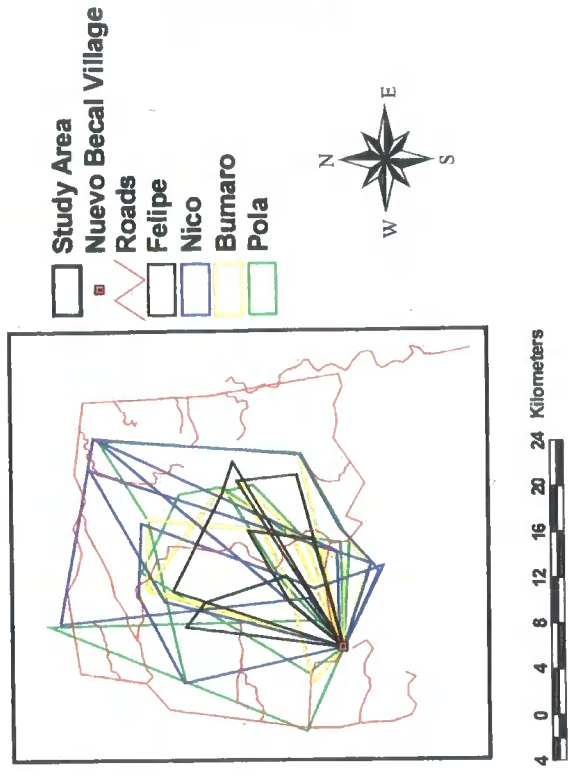 Study Area
Nuevo Becal Village
Roads
Felipe
Nico
Bumaro
Pola
N
W
E
S
4 0 4 8 12 16 20 24 Kilometers